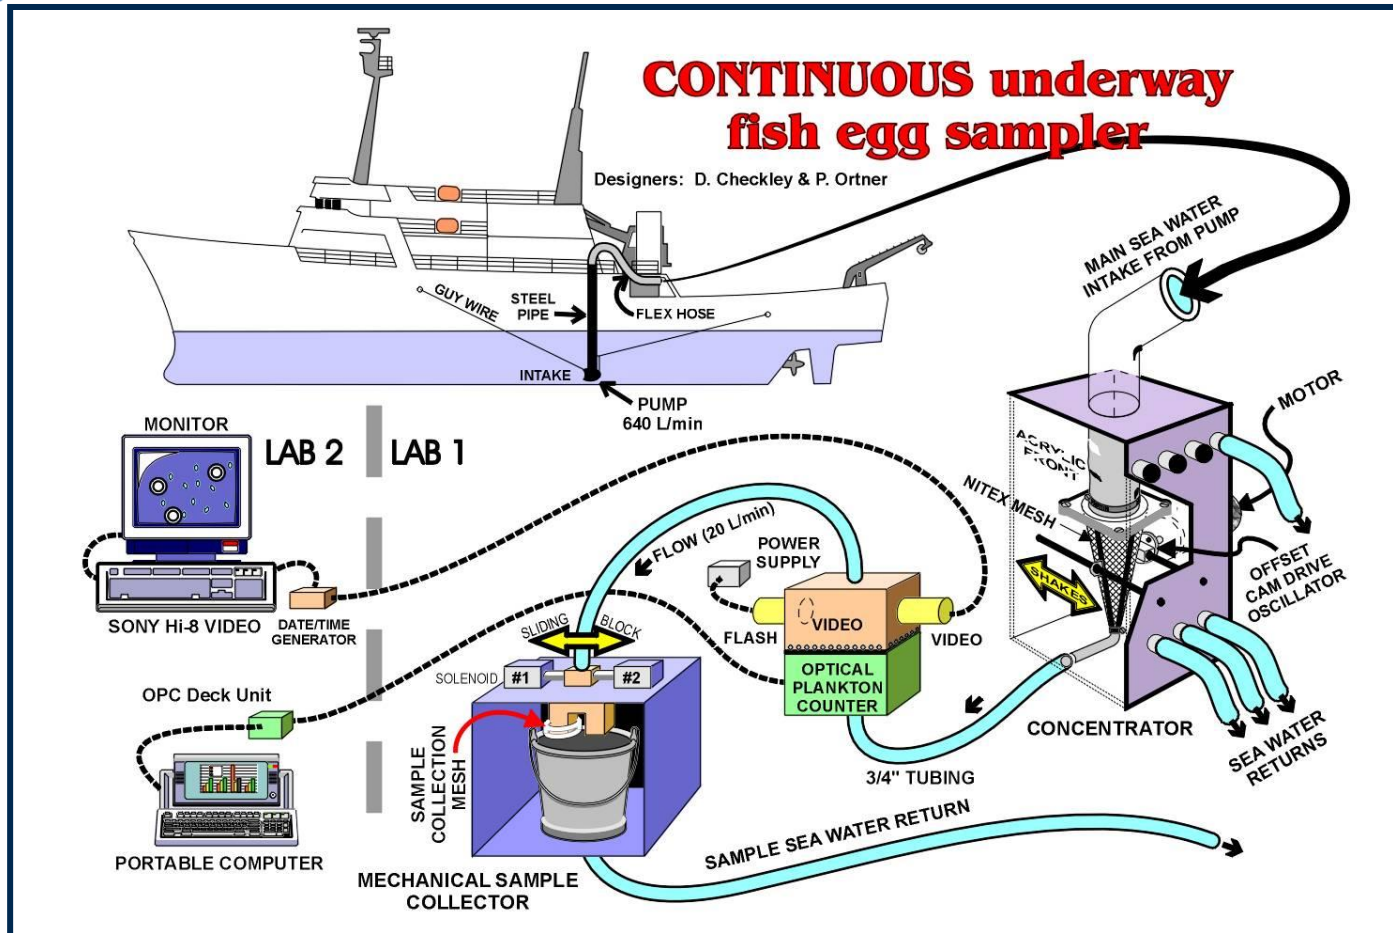 CONTINUOUS underway
fish egg sampler
Designers: D. Checkley & P. Ortner
MAIN SEA WATER
INTAKE FROM PUMP
GUY WIRE
STEEL
PIPE
FLEX HOSE
INTAKE
PUMP
640 L/min
MOTOR
MONITOR
LAB 2
LAB 1
ACRYLIC
FRONT
NITEX MESH
FLOW (20 L/min)
POWER
SUPPLY
SHAKES
OFFSET
CAM DRIVE
OSCILLATOR
SONY Hi-8 VIDEO
DATE/TIME
GENERATOR
SLIDING
BLOCK
FLASH
VIDEO
VIDEO
OPTICAL
PLANKTON
COUNTER
SOLENOID
#1
#2
OPC Deck Unit
CONCENTRATOR
SEA WATER
RETURNS
3/4" TUBING
SAMPLE
COLLECTION
MESH
SAMPLE SEA WATER RETURN
PORTABLE COMPUTER
MECHANICAL SAMPLE
COLLECTOR